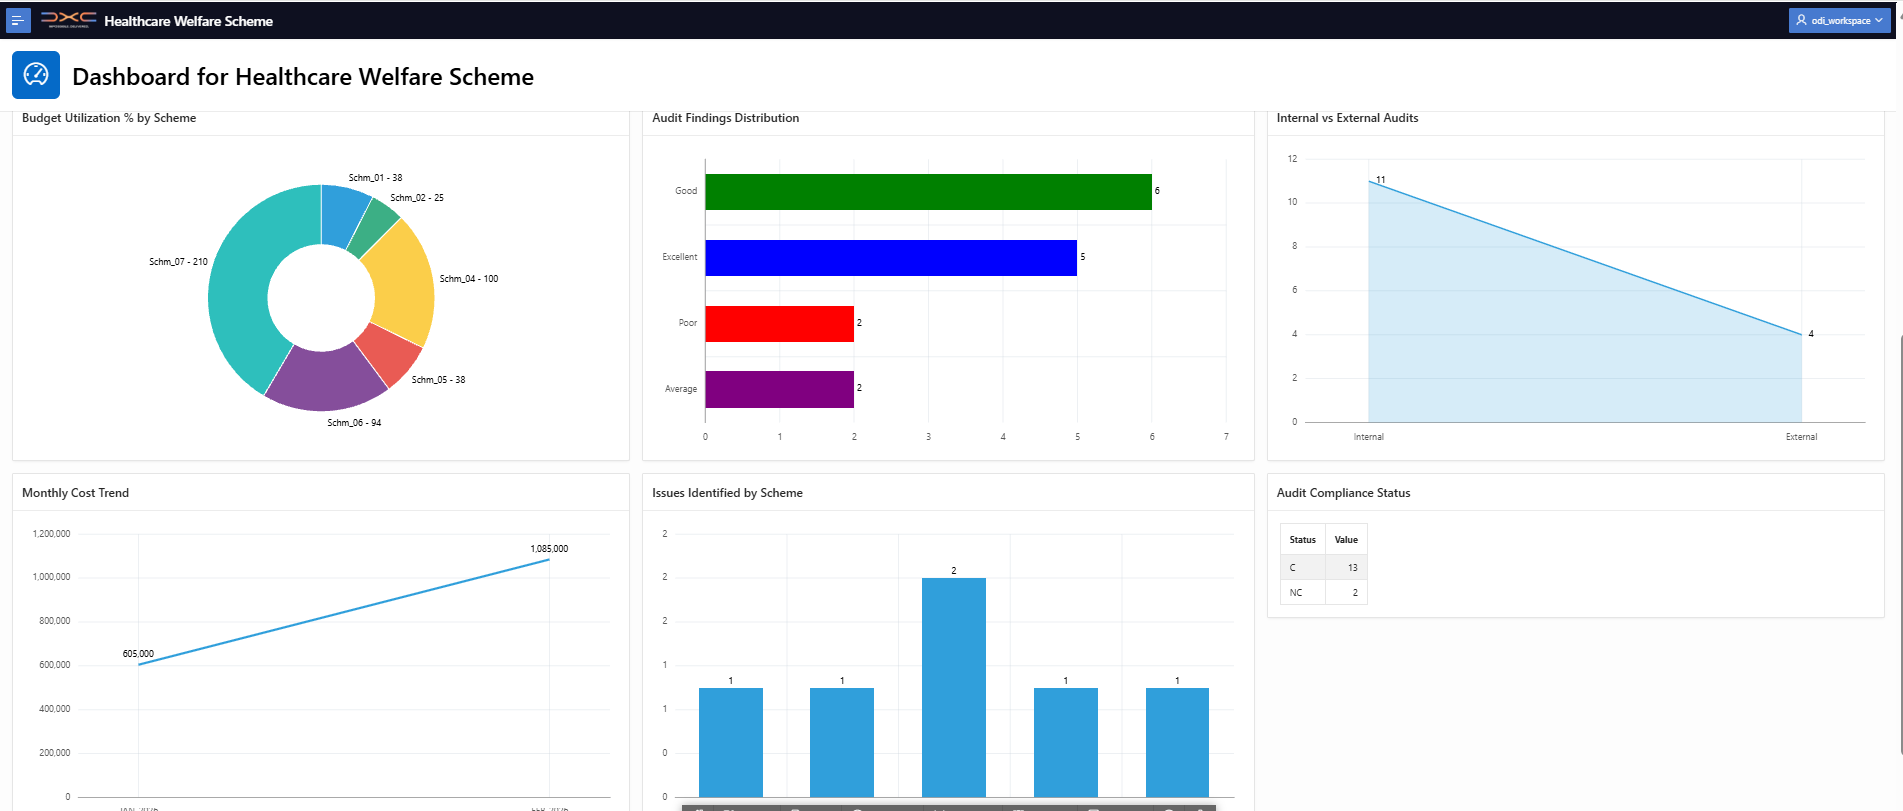 DXC
Healthcare Welfare Scheme
odi_workspace
Dashboard for Healthcare Welfare Scheme
Budget Utilization % by Scheme
Schm_01 - 38
Schm_02 - 25
Schm_07 - 210
Schm_04 - 100
Schm_05 - 38
Schm_06 - 94
Audit Findings Distribution
Good
6
Excellent
5
Poor
2
Average
2
0 1 2 3 4 5 6 7
Internal vs External Audits
12
11
10
8
6
4
4
2
0
Internal External
Monthly Cost Trend
1,200,000
1,085,000
1,000,000
800,000
605,000
600,000
400,000
200,000
0
Issues Identified by Scheme
2
2
2
2
1
1 1 1 1
1
0
0
Audit Compliance Status
Status Value
C 13
NC 2